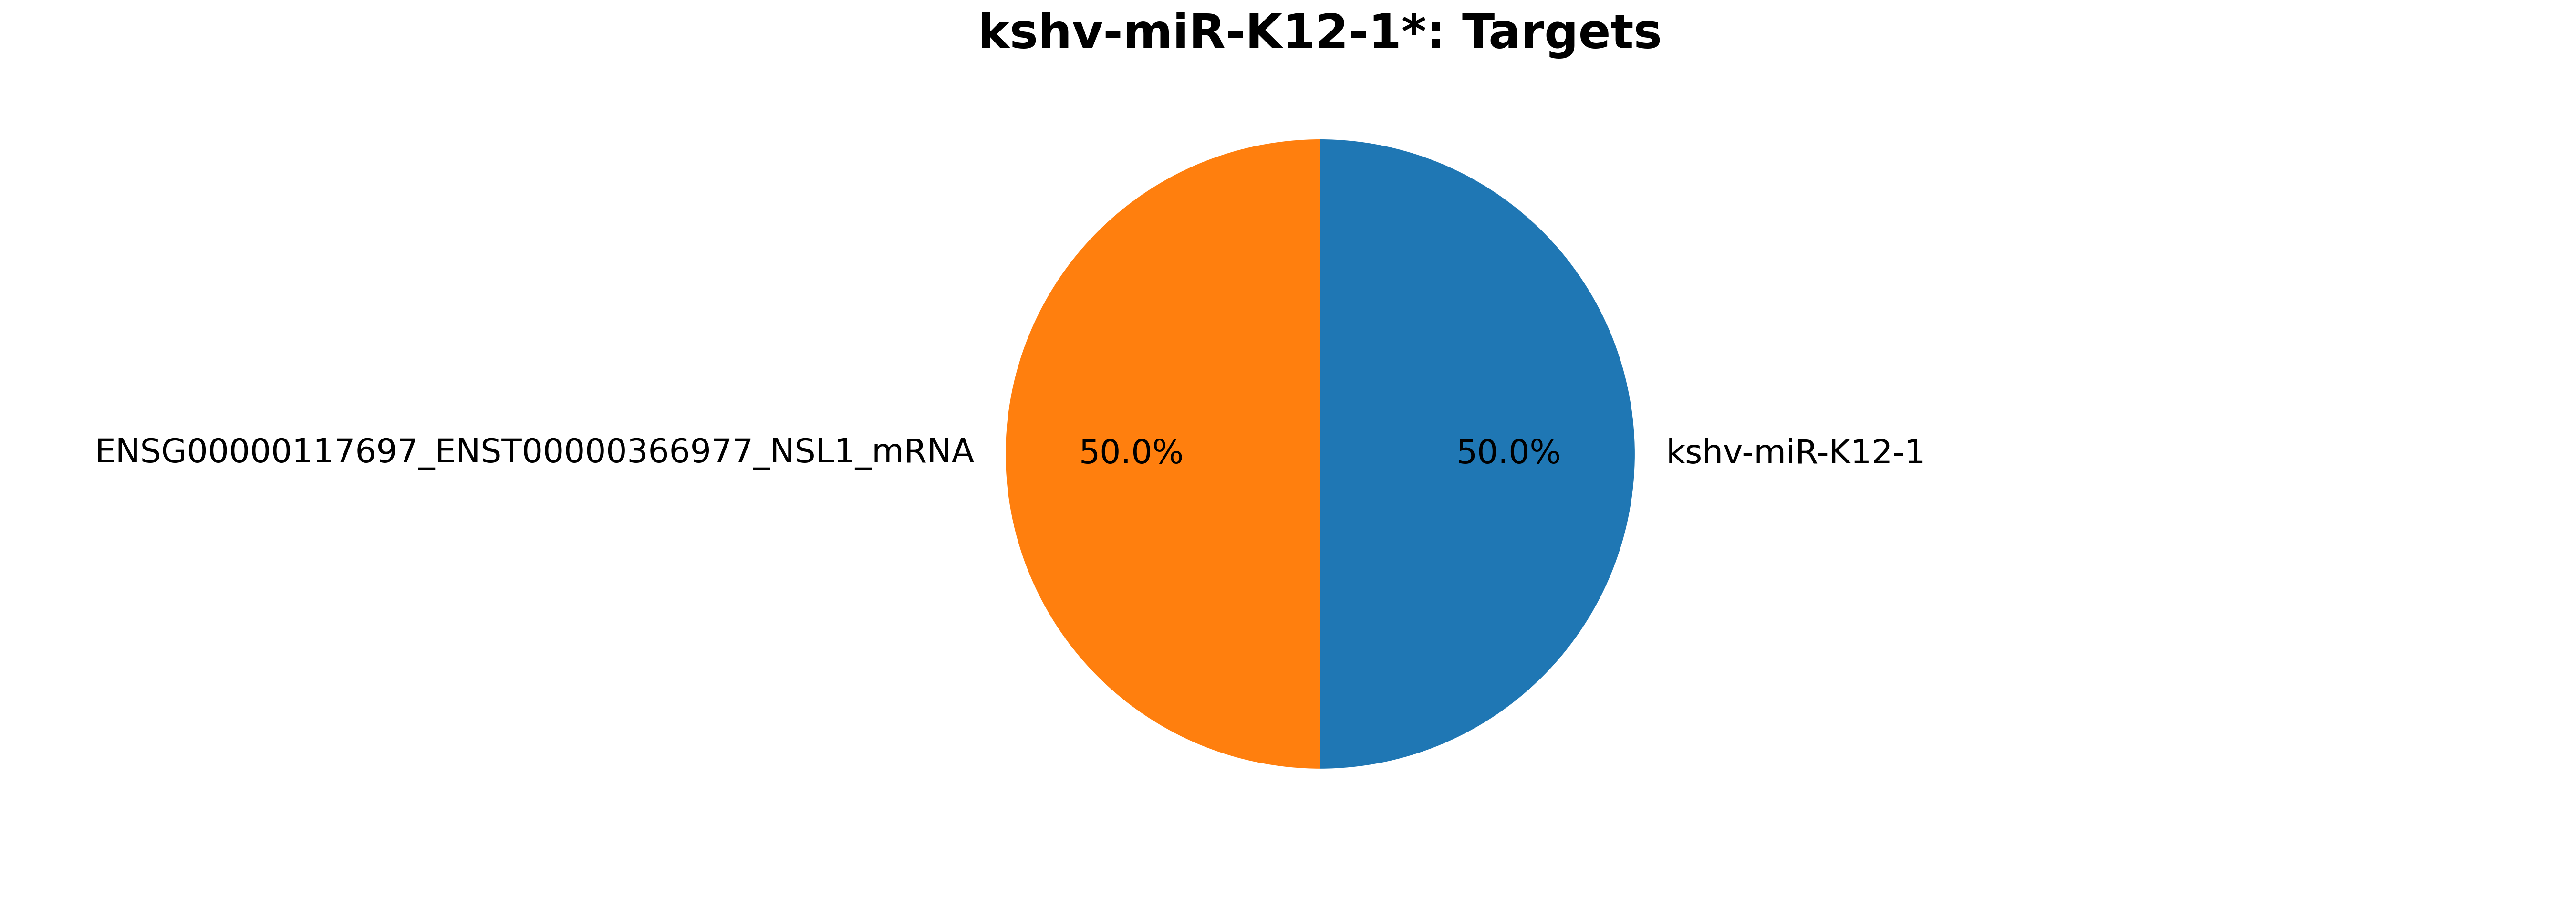 kshv-miR-K12-1*: Targets
ENSG00000117697_ENST00000366977_NSL1_mRNA
50.0%
50.0%
kshv-miR-K12-1